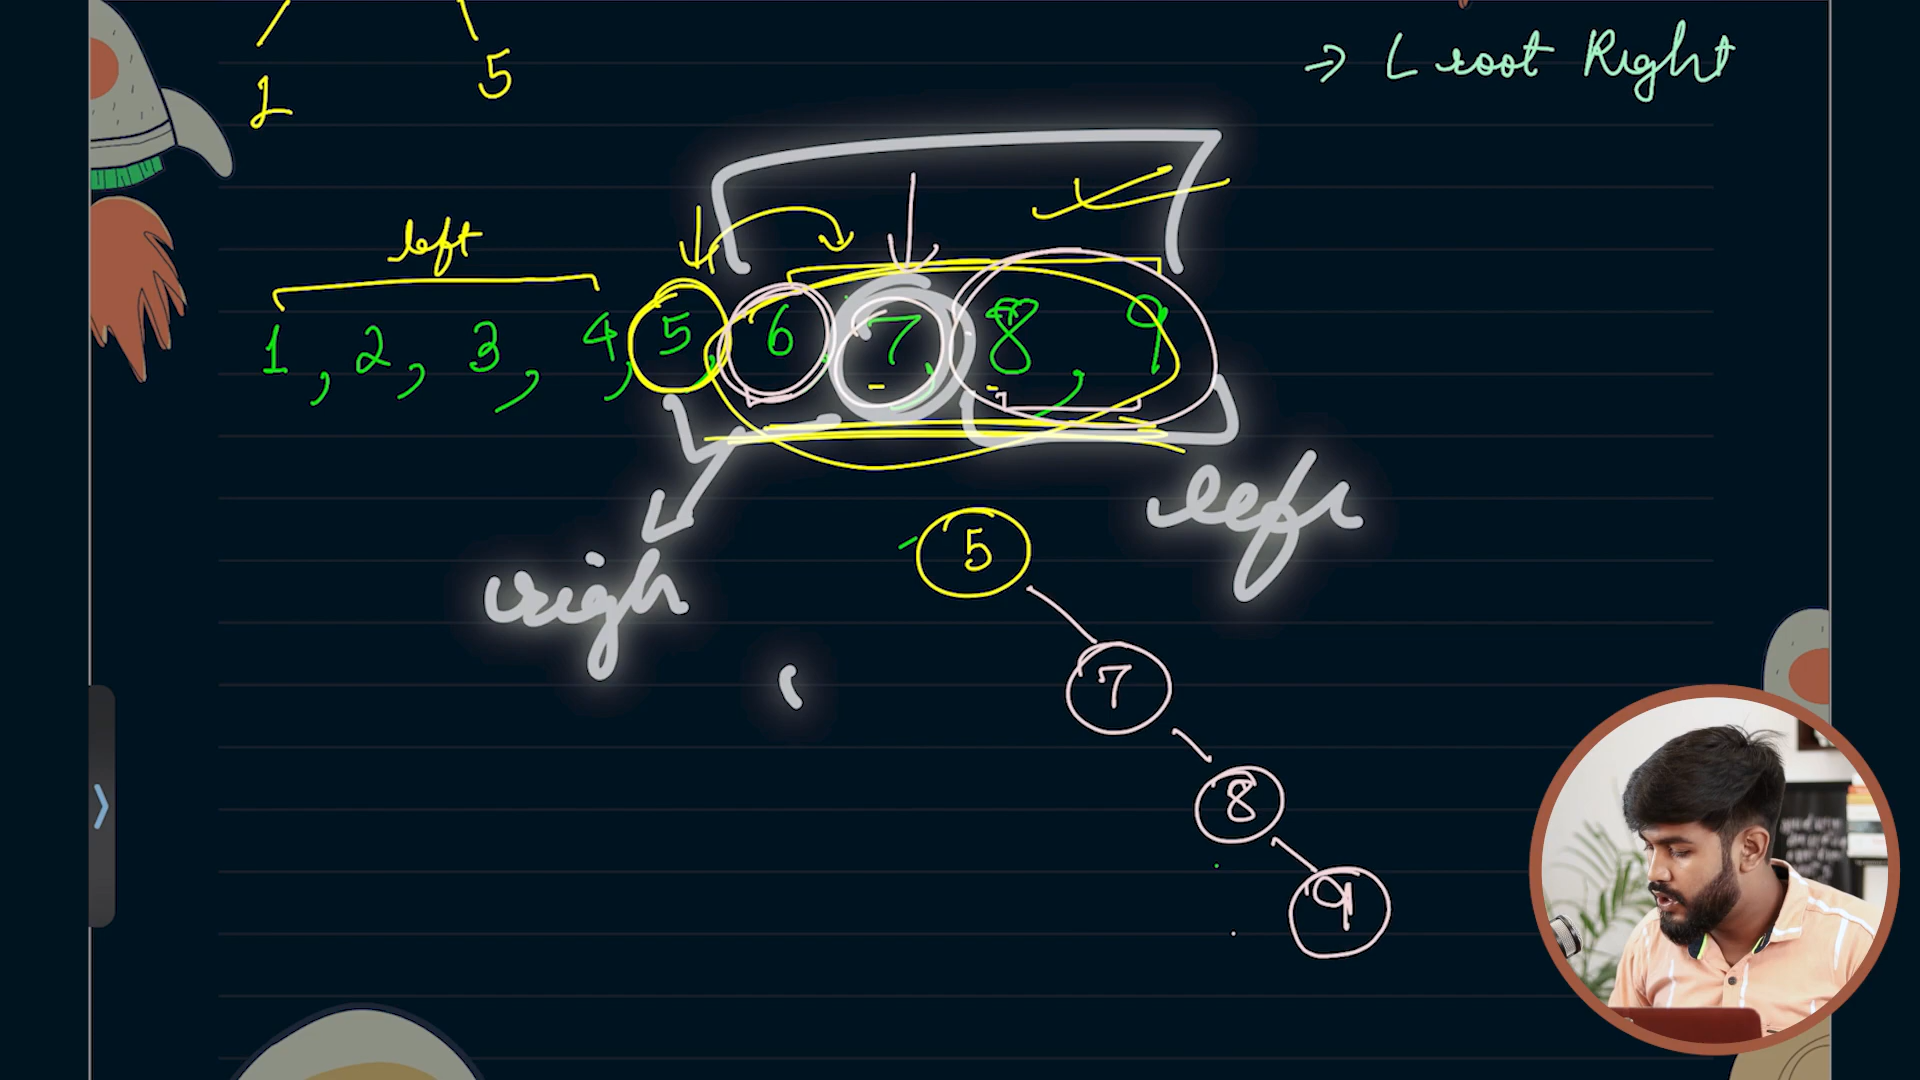 1 5
→ L root Right
left
1, 2, 3, 4, 5, 6, 7, 8, 9
left
5
righ
7
8
9